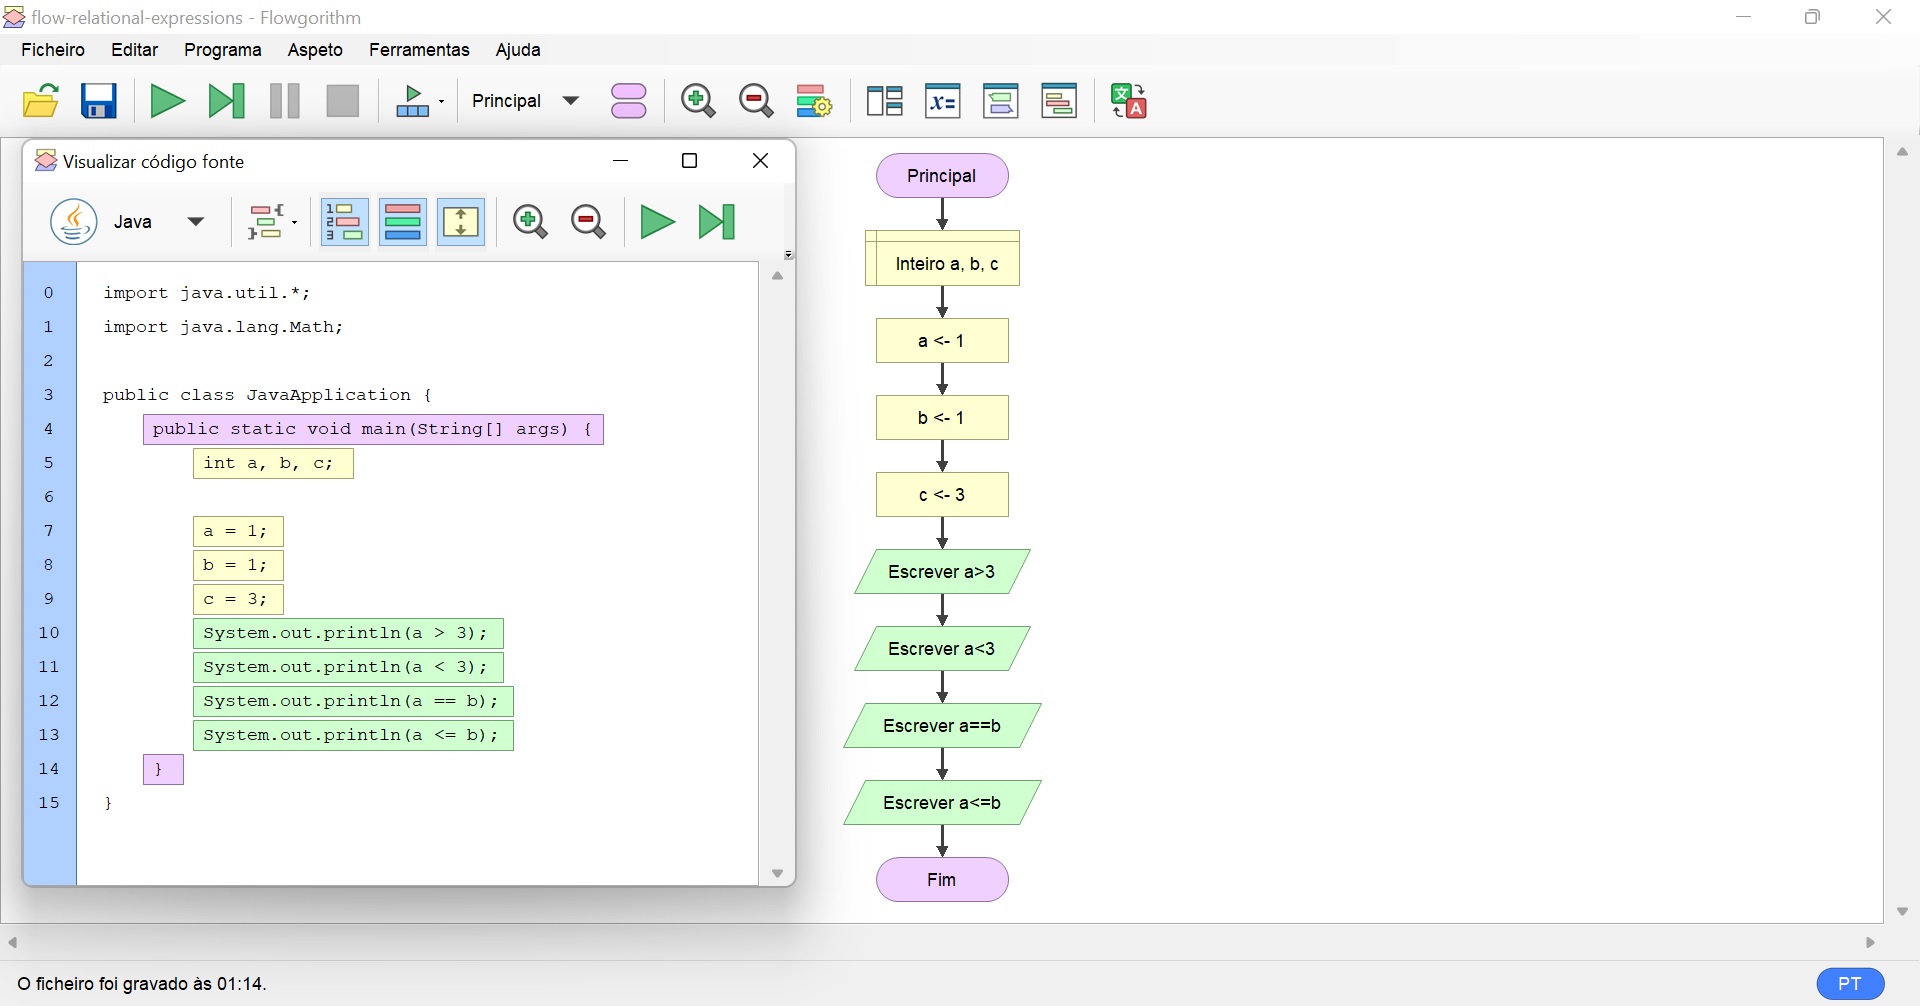 flow-relational-expressions - Flowgorithm
Ficheiro Editar Programa Aspeto Ferramentas Ajuda
Principal
Visualizar código fonte
Java
0 import java.util.*;
1 import java.lang.Math;
2
3 public class JavaApplication {
4 public static void main(String[] args) {
5 int a, b, c;
6
7 a = 1;
8 b = 1;
9 c = 3;
10 System.out.println(a > 3);
11 System.out.println(a < 3);
12 System.out.println(a == b);
13 System.out.println(a <= b);
14 }
15 }
Principal
Inteiro a, b, c
a <- 1
b <- 1
c <- 3
Escrever a>3
Escrever a<3
Escrever a==b
Escrever a<=b
Fim
O ficheiro foi gravado às 01:14.
PT